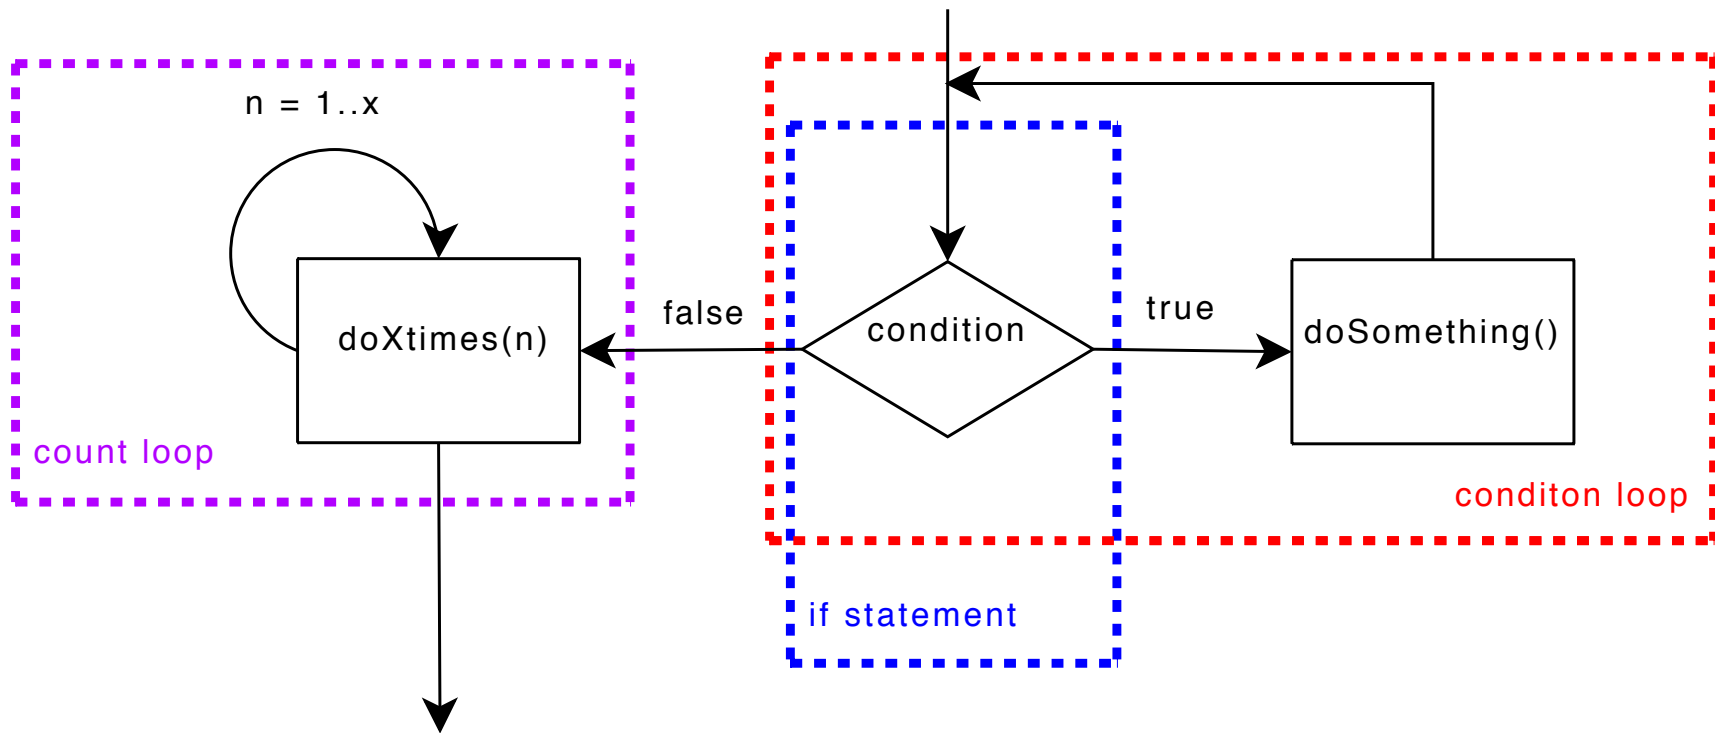 n = 1..x
doXtimes(n)
count loop
false
condition
true
doSomething()
conditon loop
if statement